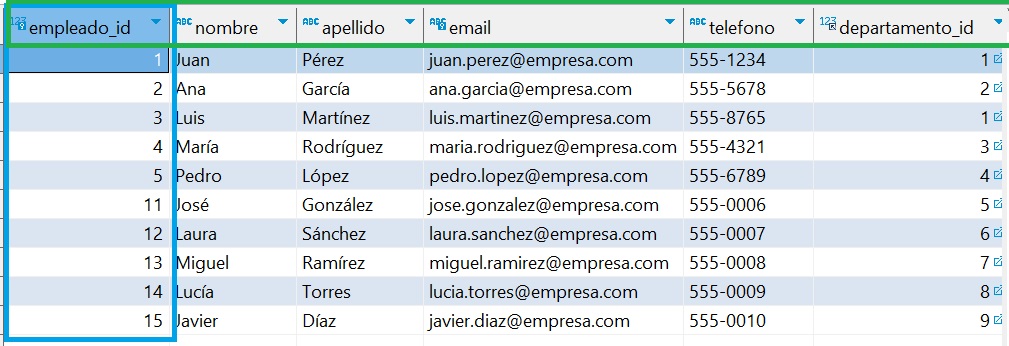 123 empleado_id ABC nombre ABC apellido ABC email ABC telefono 123 departamento_id
1 Juan Pérez juan.perez@empresa.com 555-1234 1
2 Ana García ana.garcia@empresa.com 555-5678 2
3 Luis Martínez luis.martinez@empresa.com 555-8765 1
4 María Rodríguez maria.rodriguez@empresa.com 555-4321 3
5 Pedro López pedro.lopez@empresa.com 555-6789 4
11 José González jose.gonzalez@empresa.com 555-0006 5
12 Laura Sánchez laura.sanchez@empresa.com 555-0007 6
13 Miguel Ramírez miguel.ramirez@empresa.com 555-0008 7
14 Lucía Torres lucia.torres@empresa.com 555-0009 8
15 Javier Díaz javier.diaz@empresa.com 555-0010 9